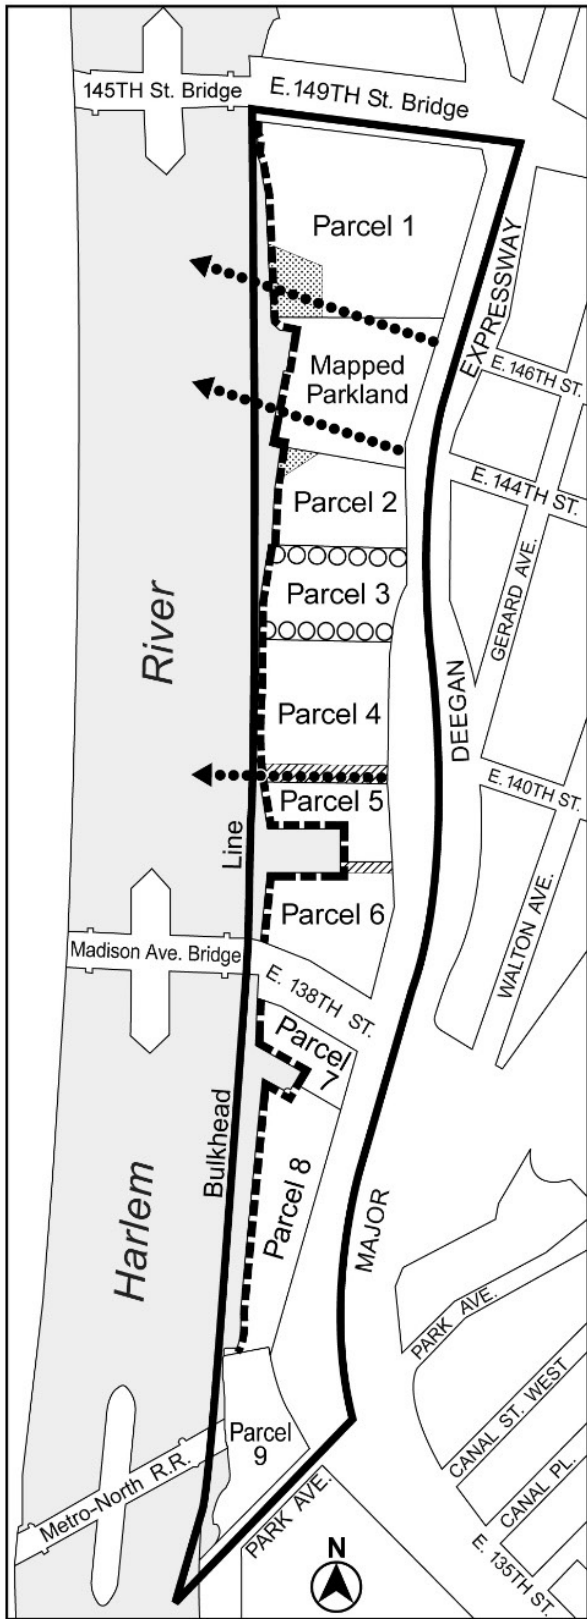 145TH St. Bridge
E.149TH St. Bridge
Parcel 1
EXPRESSWAY
E. 146TH ST.
Mapped
Parkland
E. 144TH ST.
Parcel 2
GERARD AVE.
Parcel 3
River
Parcel 4
DEEGAN
E. 140TH ST.
Parcel 5
Line
WALTON AVE.
Parcel 6
Madison Ave. Bridge
E. 138TH ST.
Parcel
7
Bulkhead
Parcel 8
MAJOR
Harlem
PARK AVE.
CANAL ST. WEST
Parcel
9
CANAL PL.
Metro-North R.R.
PARK AVE.
E. 135TH ST.
N